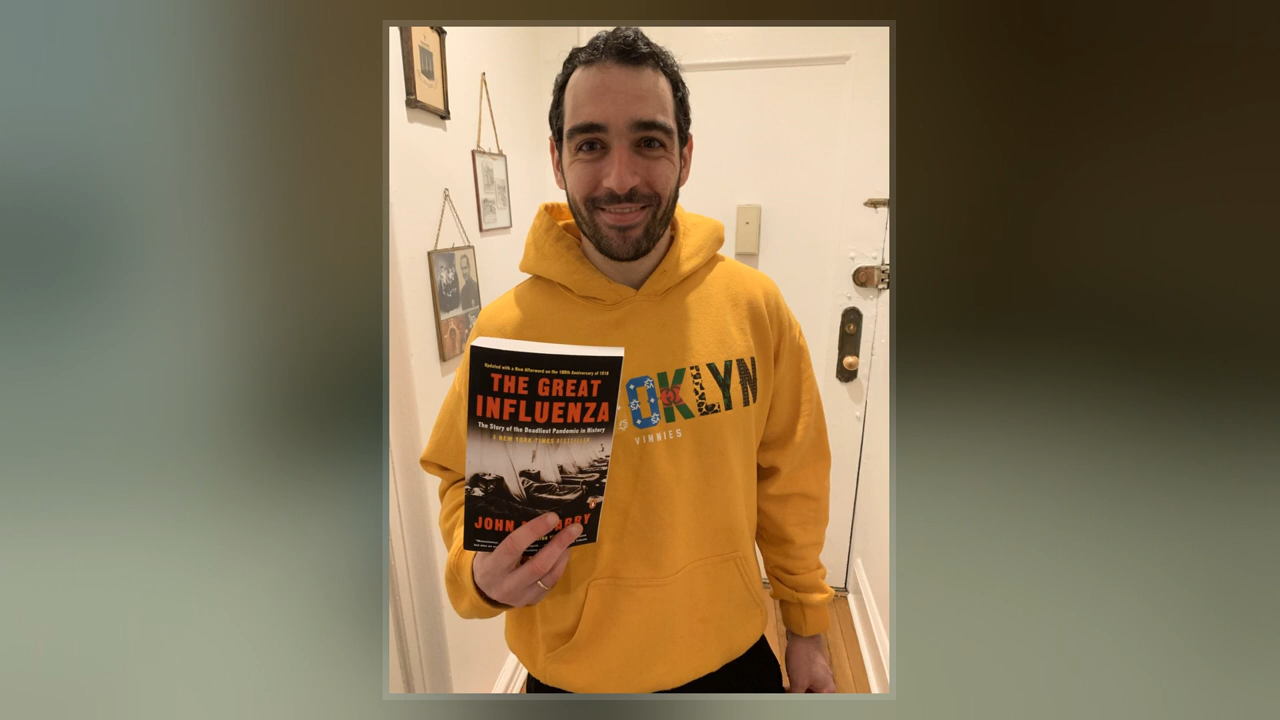 Updated with a New Afterword on the 100th Anniversary of 1918
THE GREAT
INFLUENZA
The Story of the Deadliest Pandemic in History
A NEW YORK TIMES BESTSELLER
JOHN BARRY
OKLYN
VINNIES